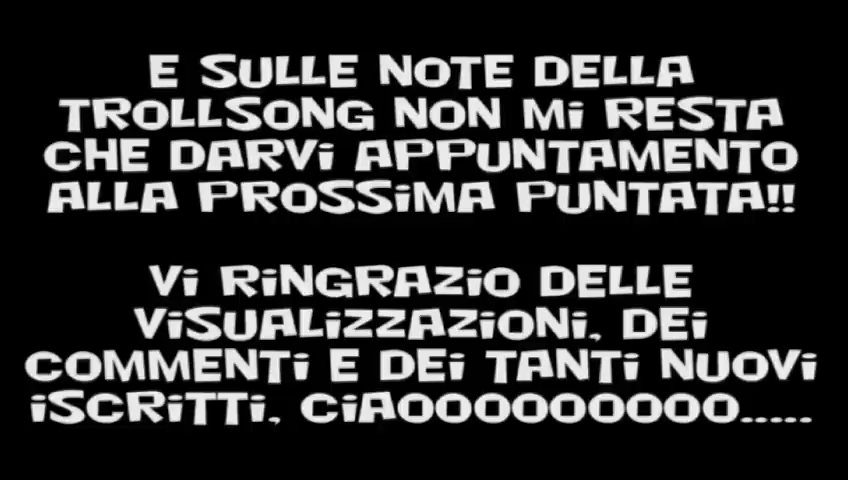 E SULLE NOTE DELLA
TROLLSONG NON Mi RESTA
CHE DARVi APPUNTAMENTO
ALLA PROSSiMA PUNTATA!!
Vi RiNGRAZiO DELLE
ViSUALiZZAZiONi, DEi
COMMENTi E DEi TANTi NUOVi
iSCRiTTi, CiAOOOOOOOOOO.....